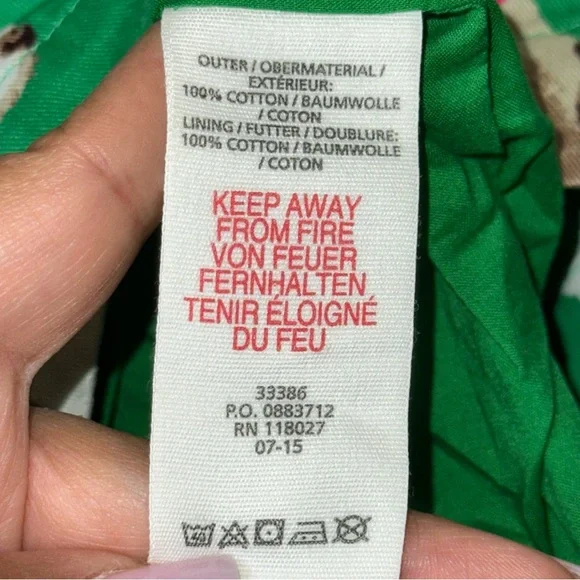 OUTER / OBERMATERIAL /
EXTÉRIEUR:
100% COTTON / BAUMWOLLE
/ COTON
LINING / FUTTER / DOUBLURE:
100% COTTON / BAUMWOLLE
/ COTON
KEEP AWAY
FROM FIRE
VON FEUER
FERNHALTEN
TENIR ÉLOIGNÉ
DU FEU
33386
P.O. 0883712
RN 118027
07-15